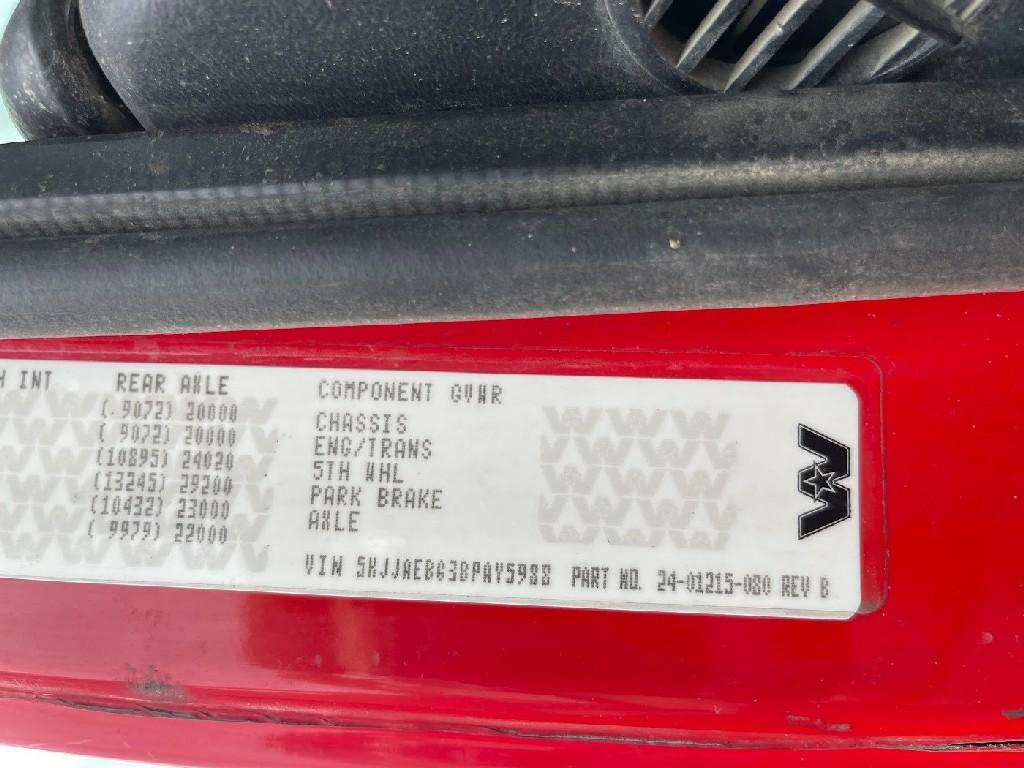 H INT REAR AXLE COMPONENT GVWR
( 9072) 20000 CHASSIS
( 9072) 20000 ENG/TRANS
(10895) 24020 5TH WHL
(13245) 29200 PARK BRAKE
(10432) 23000 AXLE
( 9979) 22000
VIN 5KJJAEBG3BPAY5988 PART NO. 24-01215-080 REV B